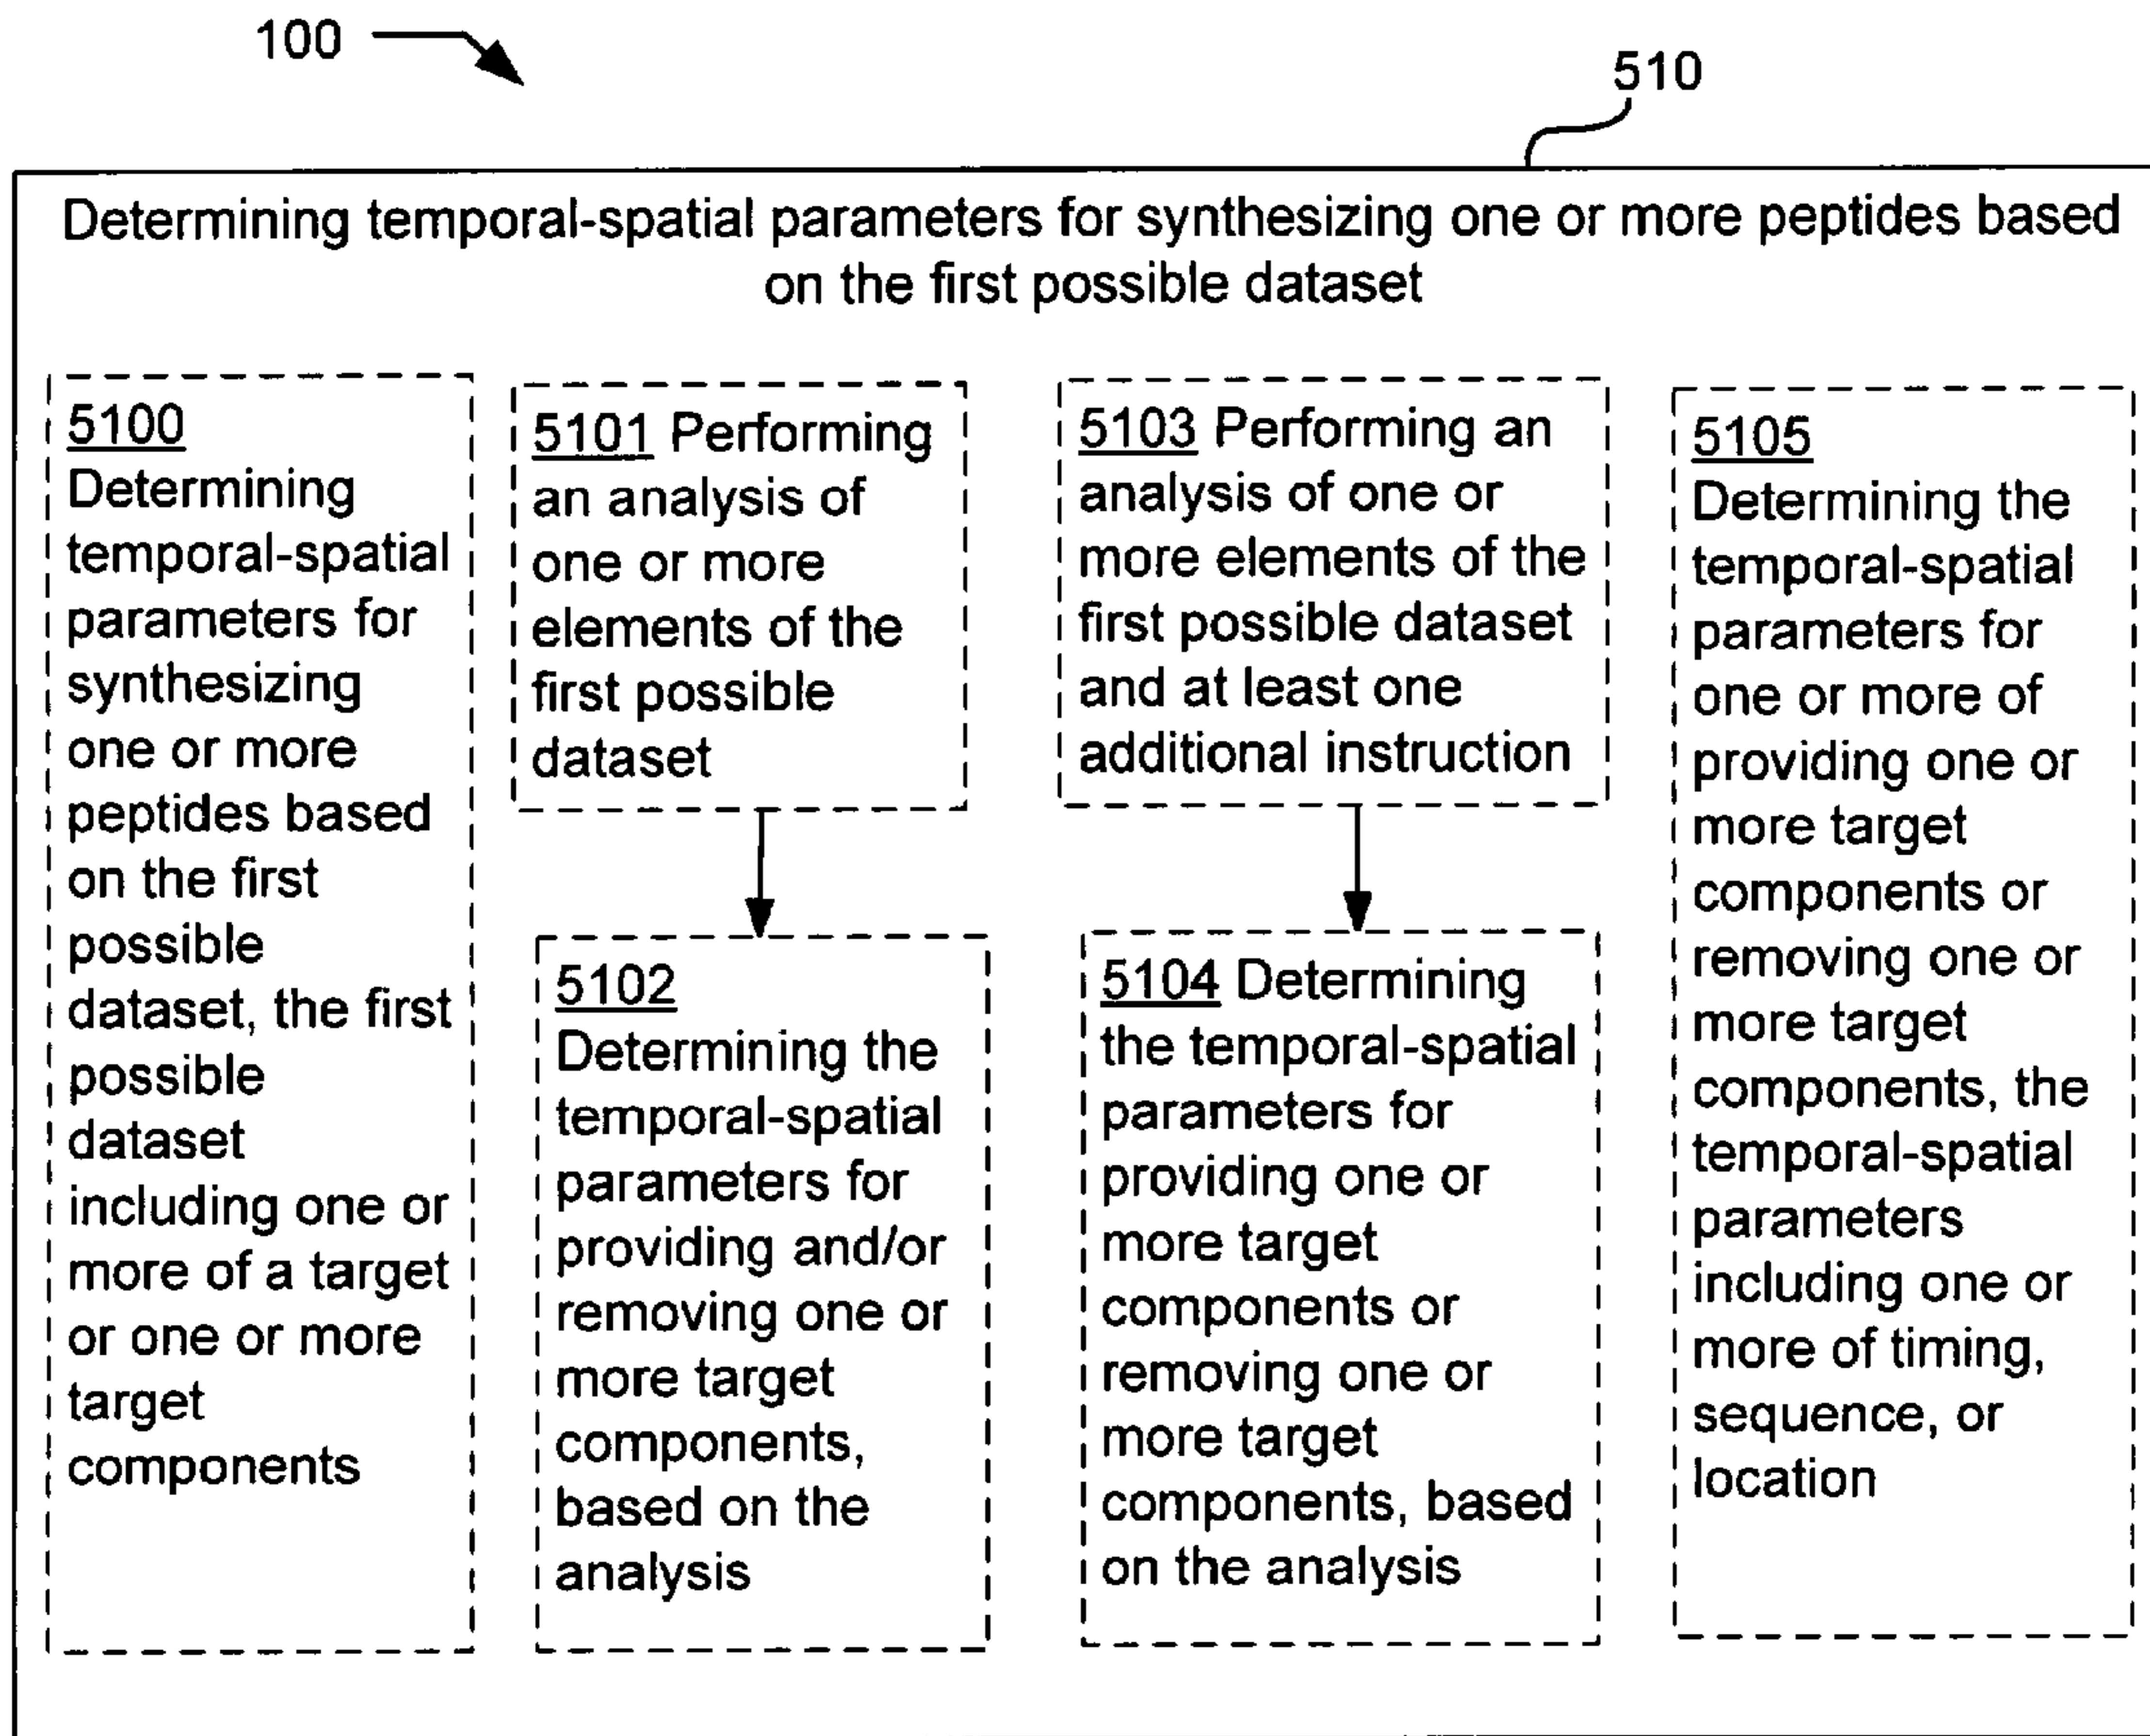 100
510
Determining temporal-spatial parameters for synthesizing one or more peptides based
on the first possible dataset
5100
Determining
temporal-spatial
parameters for
synthesizing
one or more
peptides based
on the first
possible
dataset, the first
possible
dataset
including one or
more of a target
or one or more
target
components
5101 Performing
an analysis of
one or more
elements of the
first possible
dataset
5102
Determining the
temporal-spatial
parameters for
providing and/or
removing one or
more target
components,
based on the
analysis
5103 Performing an
analysis of one or
more elements of the
first possible dataset
and at least one
additional instruction
5104 Determining
the temporal-spatial
parameters for
providing one or
more target
components or
removing one or
more target
components, based
on the analysis
5105
Determining the
temporal-spatial
parameters for
one or more of
providing one or
more target
components or
removing one or
more target
components, the
temporal-spatial
parameters
including one or
more of timing,
sequence, or
location